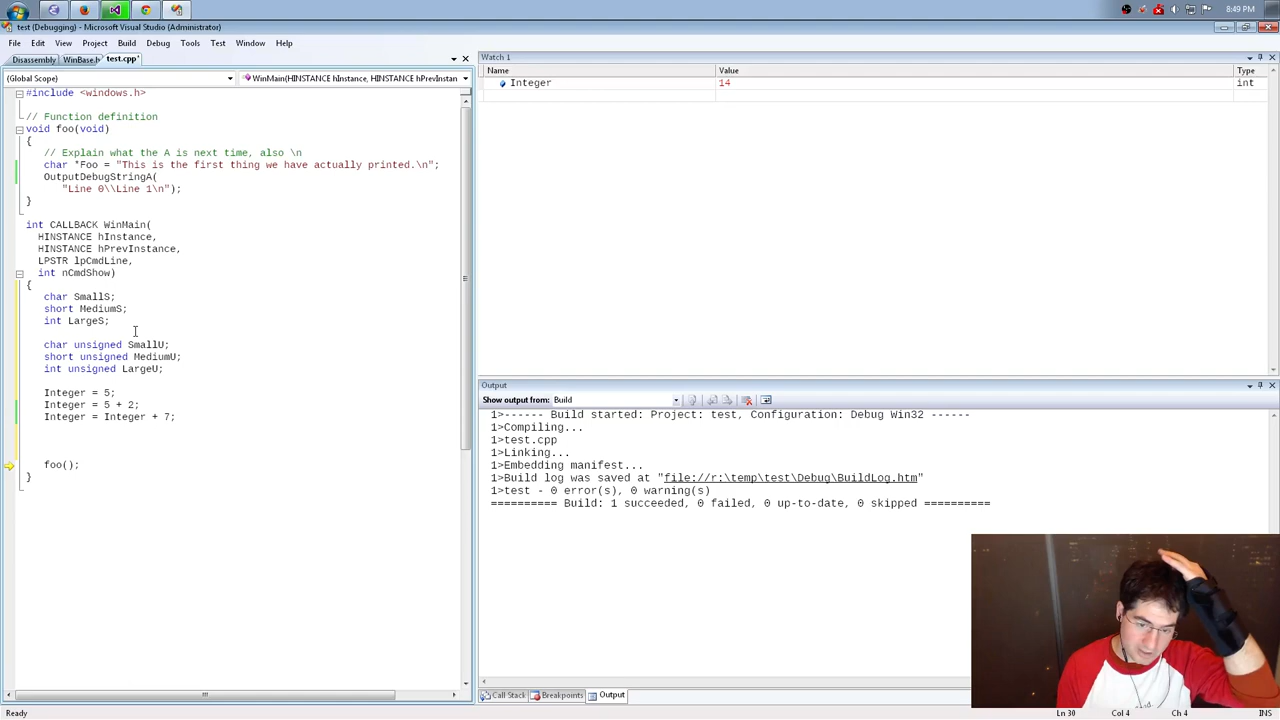 8:49 PM
test (Debugging) - Microsoft Visual Studio (Administrator)
File Edit View Project Build Debug Tools Test Window Help
Disassembly WinBase.h test.cpp*
(Global Scope) WinMain(HINSTANCE hInstance, HINSTANCE hPrevInstan
#include <windows.h>
// Function definition
void foo(void)
{
// Explain what the A is next time, also \n
char *Foo = "This is the first thing we have actually printed.\n";
OutputDebugStringA(
"Line 0\\Line 1\n");
}
int CALLBACK WinMain(
HINSTANCE hInstance,
HINSTANCE hPrevInstance,
LPSTR lpCmdLine,
int nCmdShow)
{
char SmallS;
short MediumS;
int LargeS;
char unsigned SmallU;
short unsigned MediumU;
int unsigned LargeU;
Integer = 5;
Integer = 5 + 2;
Integer = Integer + 7;
foo();
}
Watch 1
Name Value Type
Integer 14 int
Output
Show output from: Build
1>------ Build started: Project: test, Configuration: Debug Win32 ------
1>Compiling...
1>test.cpp
1>Linking...
1>Embedding manifest...
1>Build log was saved at "file://r:\temp\test\Debug\BuildLog.htm"
1>test - 0 error(s), 0 warning(s)
========== Build: 1 succeeded, 0 failed, 0 up-to-date, 0 skipped ==========
Call Stack Breakpoints Output
Ready Ln 30 Col 4 Ch 4 INS